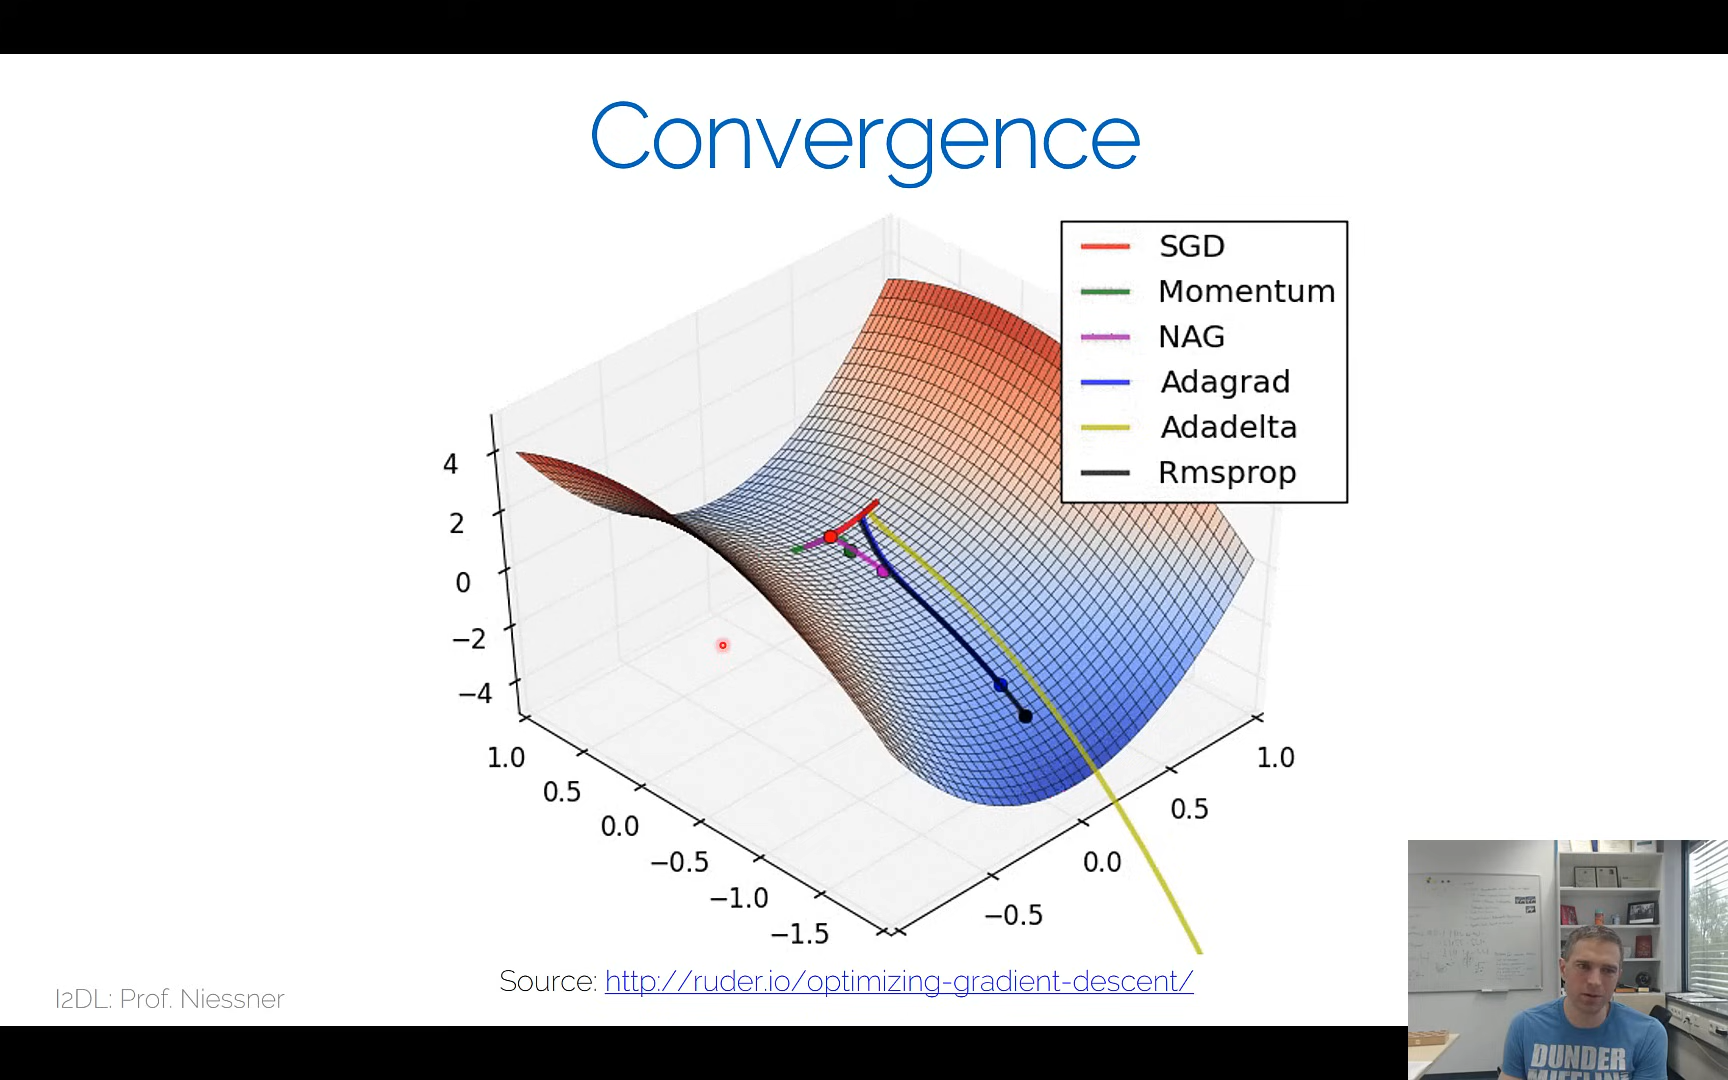 Convergence
SGD
Momentum
NAG
Adagrad
Adadelta
Rmsprop
4
2
0
−2
−4
1.0
0.5
0.0
−0.5
−1.0
−1.5
−0.5
0.0
0.5
1.0
Source: http://ruder.io/optimizing-gradient-descent/
I2DL: Prof. Niessner
DUNDER
MIFFLIN